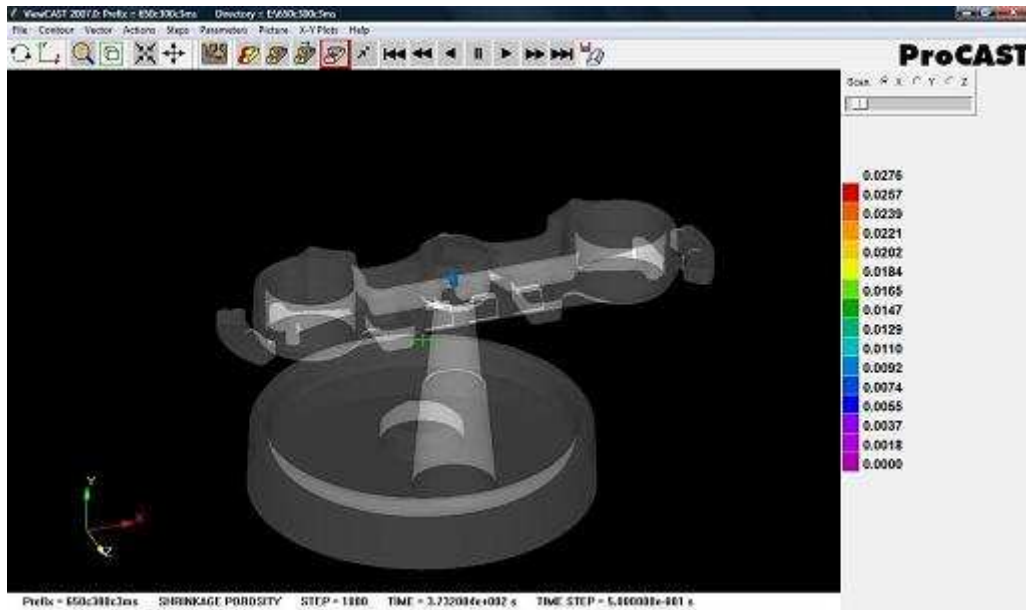 ViewCAST 2007.0: Prefix = 650c300c3ms Directory = E:\650c300c3ms
File Contour Vector Actions Steps Parameters Picture X-Y Plots Help
ProCAST
Scan: X Y Z
0.0276
0.0257
0.0239
0.0221
0.0202
0.0184
0.0165
0.0147
0.0129
0.0110
0.0092
0.0074
0.0055
0.0037
0.0018
0.0000
Y
X
Z
Prefix = 650c300c3ms SHRINKAGE POROSITY STEP = 1000 TIME = 3.732000e+002 s TIME STEP = 5.000000e-001 s